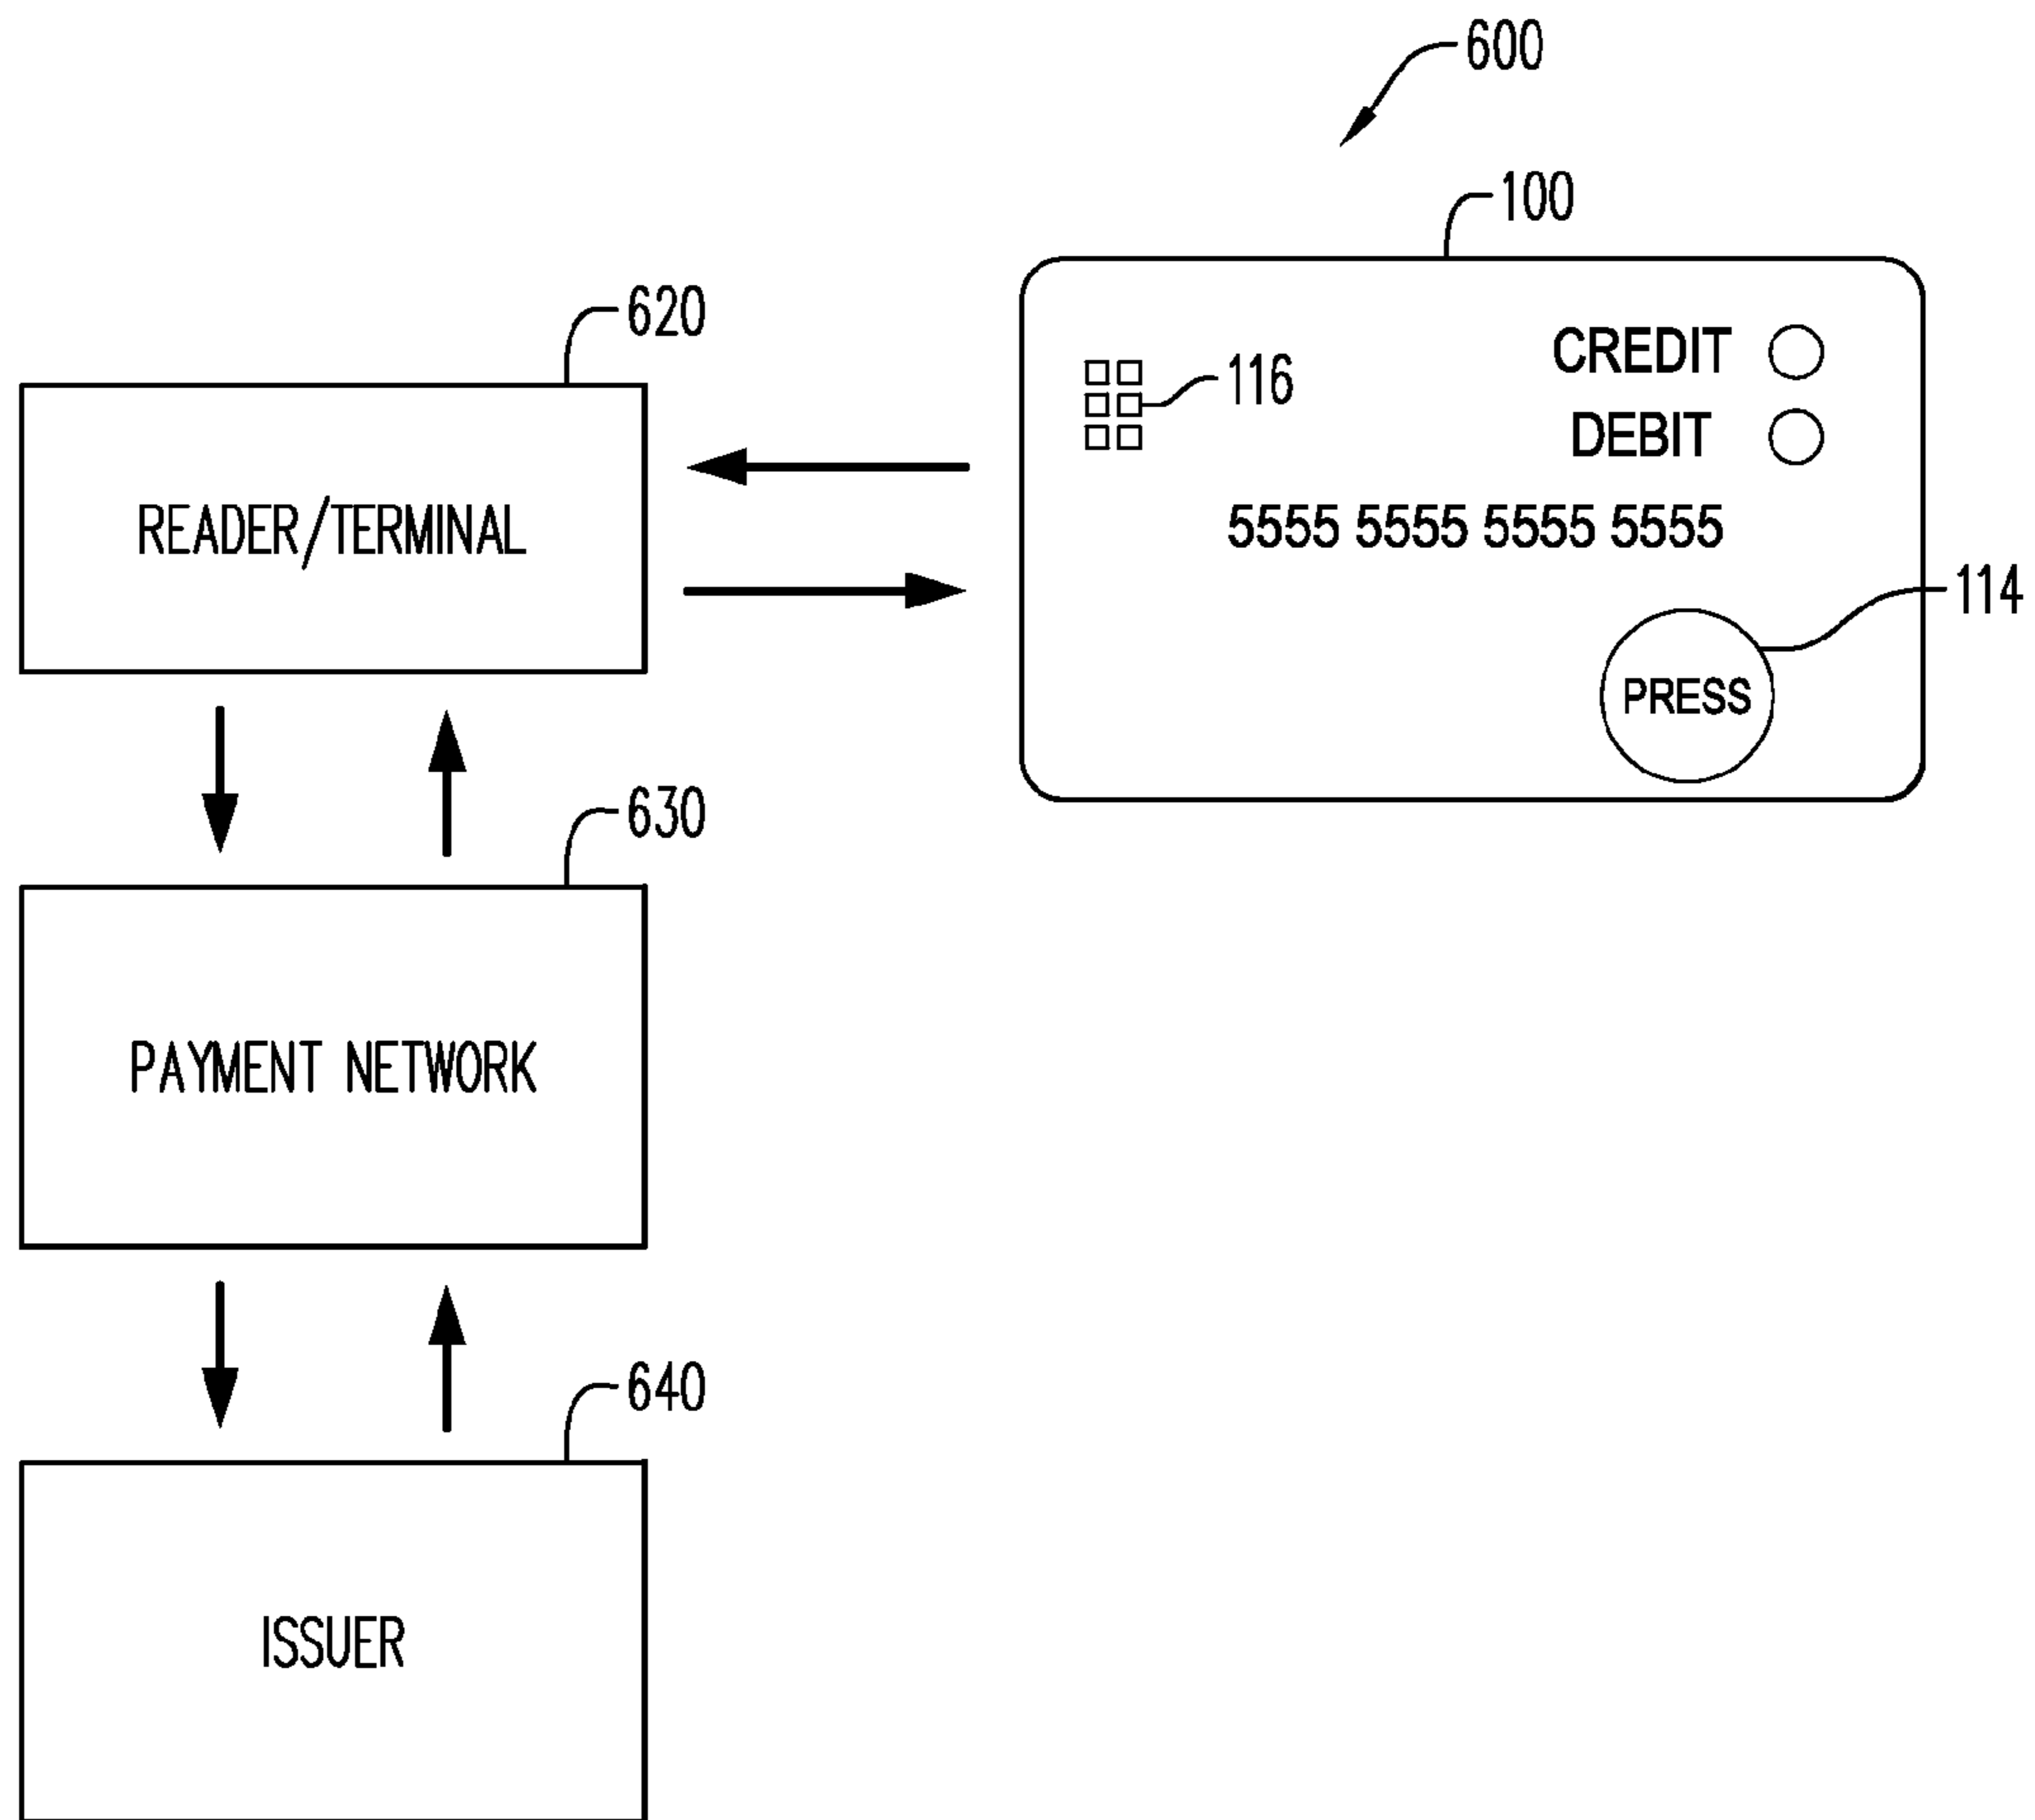 600
100
620
CREDIT
116
DEBIT
READER/TERMINAL
5555 5555 5555 5555
114
PRESS
630
PAYMENT NETWORK
640
ISSUER